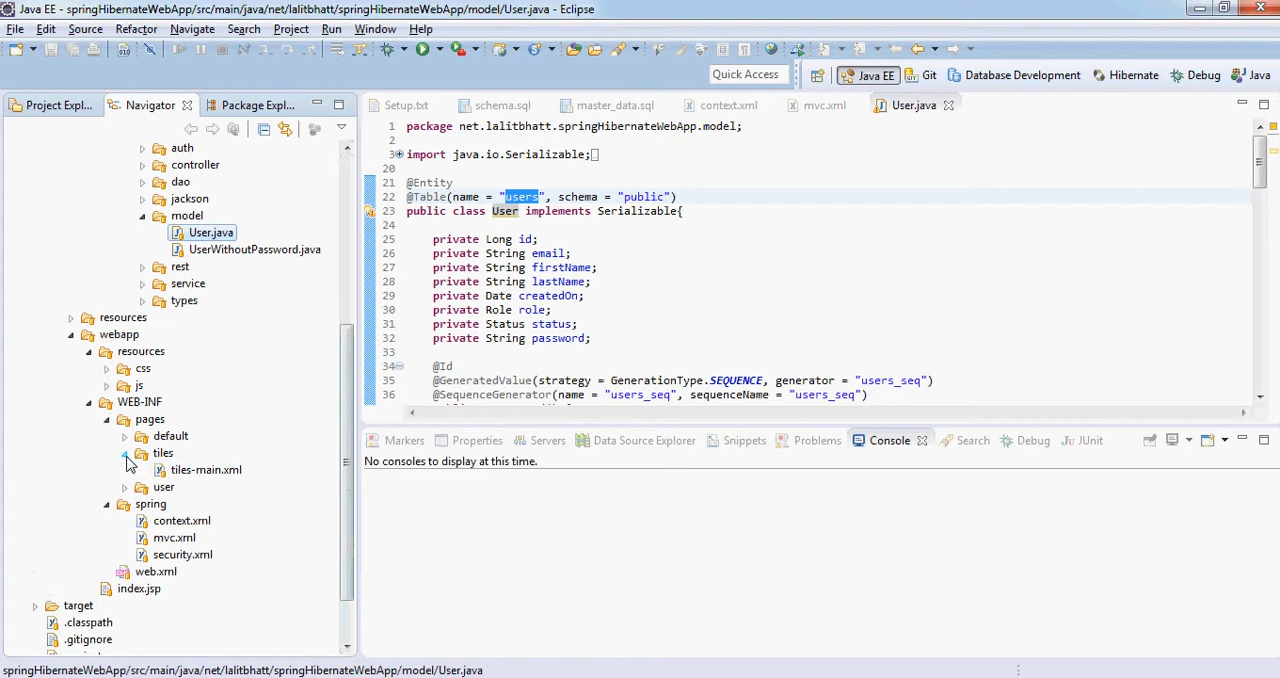 Java EE - springHibernateWebApp/src/main/java/net/lalitbhatt/springHibernateWebApp/model/User.java - Eclipse
File Edit Source Refactor Navigate Search Project Run Window Help
Quick Access Java EE Git Database Development Hibernate Debug Java
Project Expl... Navigator Package Expl...
auth
controller
dao
jackson
model
User.java
UserWithoutPassword.java
rest
service
types
resources
webapp
resources
css
js
WEB-INF
pages
default
tiles
tiles-main.xml
user
spring
context.xml
mvc.xml
security.xml
web.xml
index.jsp
target
.classpath
.gitignore
Setup.txt schema.sql master_data.sql context.xml mvc.xml User.java
1 package net.lalitbhatt.springHibernateWebApp.model;
2
3 import java.io.Serializable;
20
21 @Entity
22 @Table(name = "users", schema = "public")
23 public class User implements Serializable{
24
25 private Long id;
26 private String email;
27 private String firstName;
28 private String lastName;
29 private Date createdOn;
30 private Role role;
31 private Status status;
32 private String password;
33
34 @Id
35 @GeneratedValue(strategy = GenerationType.SEQUENCE, generator = "users_seq")
36 @SequenceGenerator(name = "users_seq", sequenceName = "users_seq")
Markers Properties Servers Data Source Explorer Snippets Problems Console Search Debug JUnit
No consoles to display at this time.
springHibernateWebApp/src/main/java/net/lalitbhatt/springHibernateWebApp/model/User.java